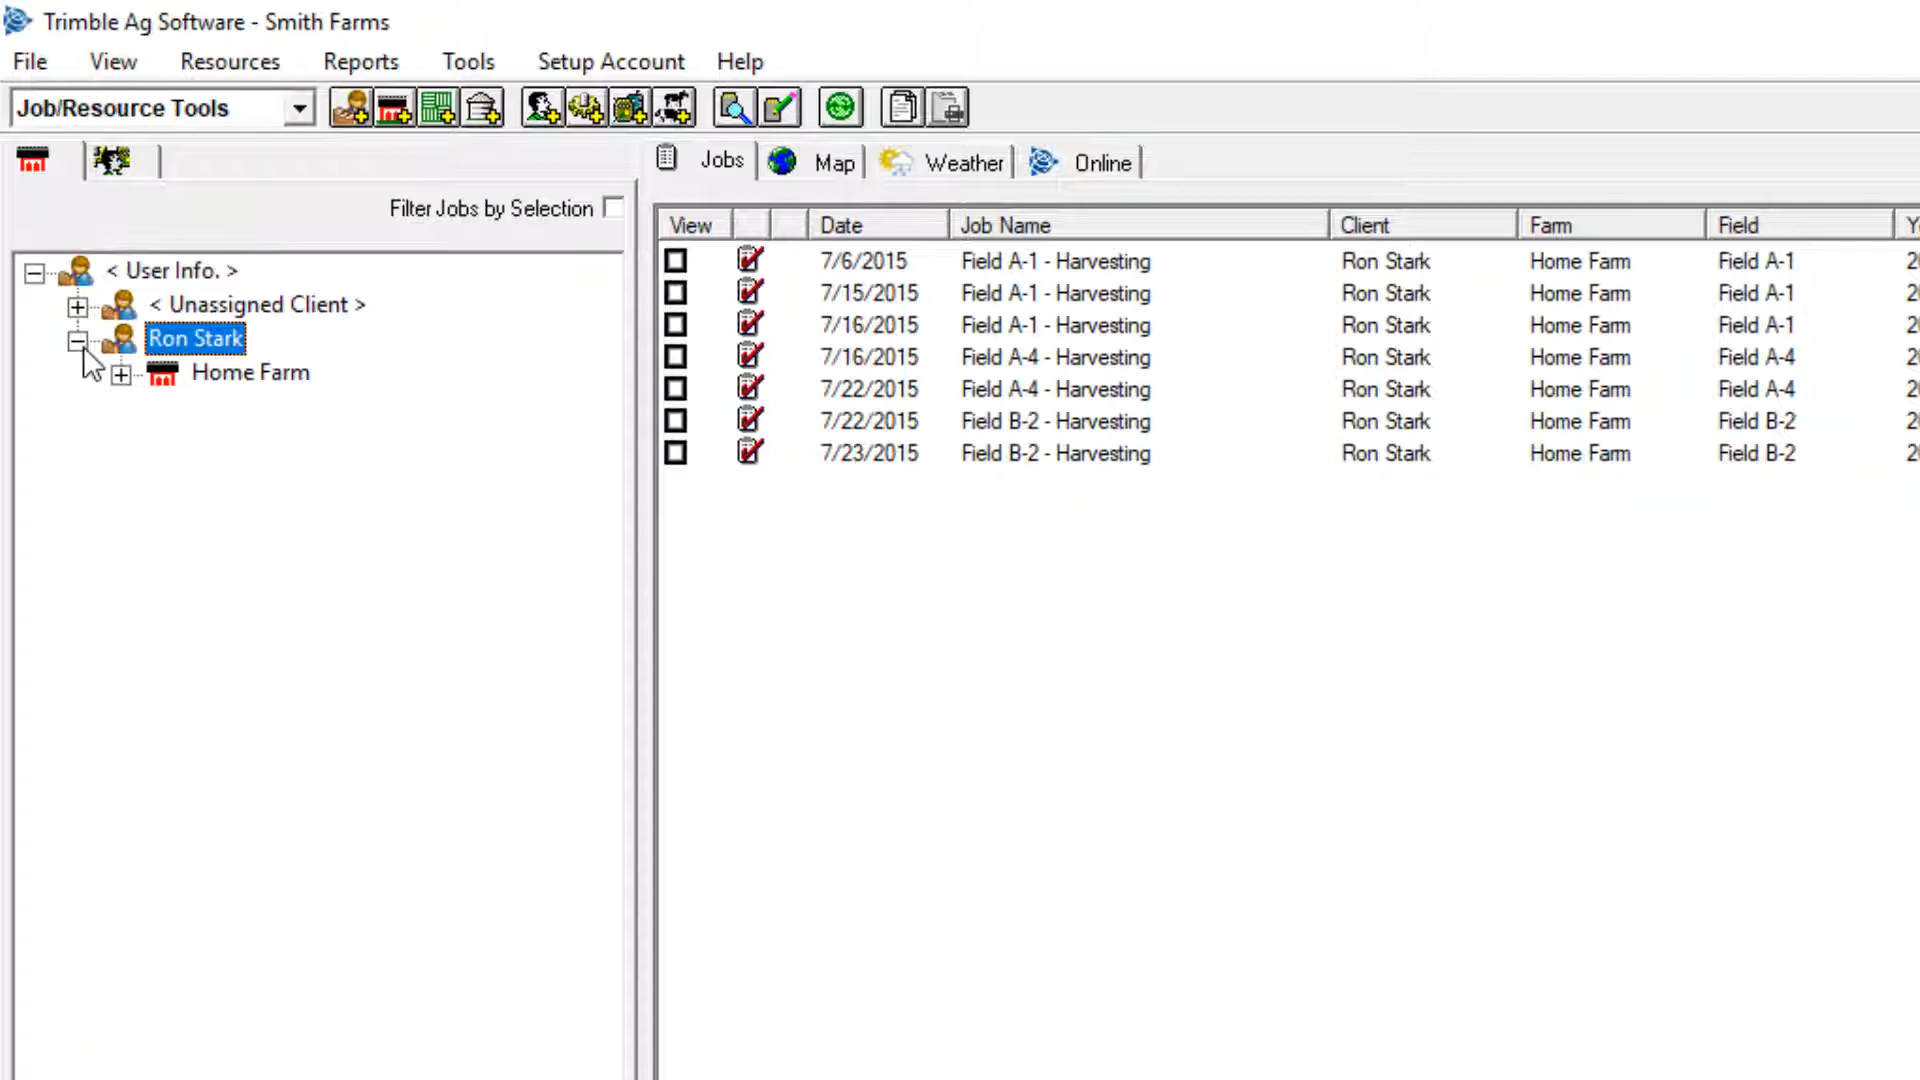 Trimble Ag Software - Smith Farms
File View Resources Reports Tools Setup Account Help
Job/Resource Tools
Jobs Map Weather Online
Filter Jobs by Selection
< User Info. >
< Unassigned Client >
Ron Stark
Home Farm
View Date Job Name Client Farm Field
7/6/2015 Field A-1 - Harvesting Ron Stark Home Farm Field A-1
7/15/2015 Field A-1 - Harvesting Ron Stark Home Farm Field A-1
7/16/2015 Field A-1 - Harvesting Ron Stark Home Farm Field A-1
7/16/2015 Field A-4 - Harvesting Ron Stark Home Farm Field A-4
7/22/2015 Field A-4 - Harvesting Ron Stark Home Farm Field A-4
7/22/2015 Field B-2 - Harvesting Ron Stark Home Farm Field B-2
7/23/2015 Field B-2 - Harvesting Ron Stark Home Farm Field B-2